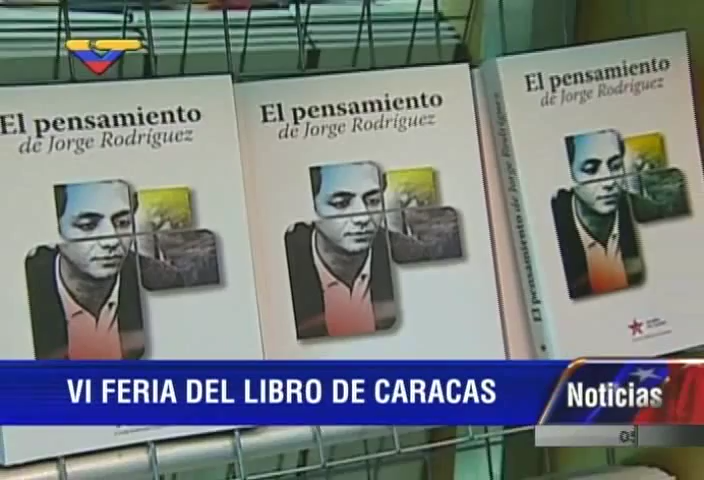 El pensamiento
de Jorge Rodríguez
El pensamiento
de Jorge Rodríguez
El pensamiento
de Jorge Rodríguez
El pensamiento de Jorge Rodríguez
VI FERIA DEL LIBRO DE CARACAS
Noticias